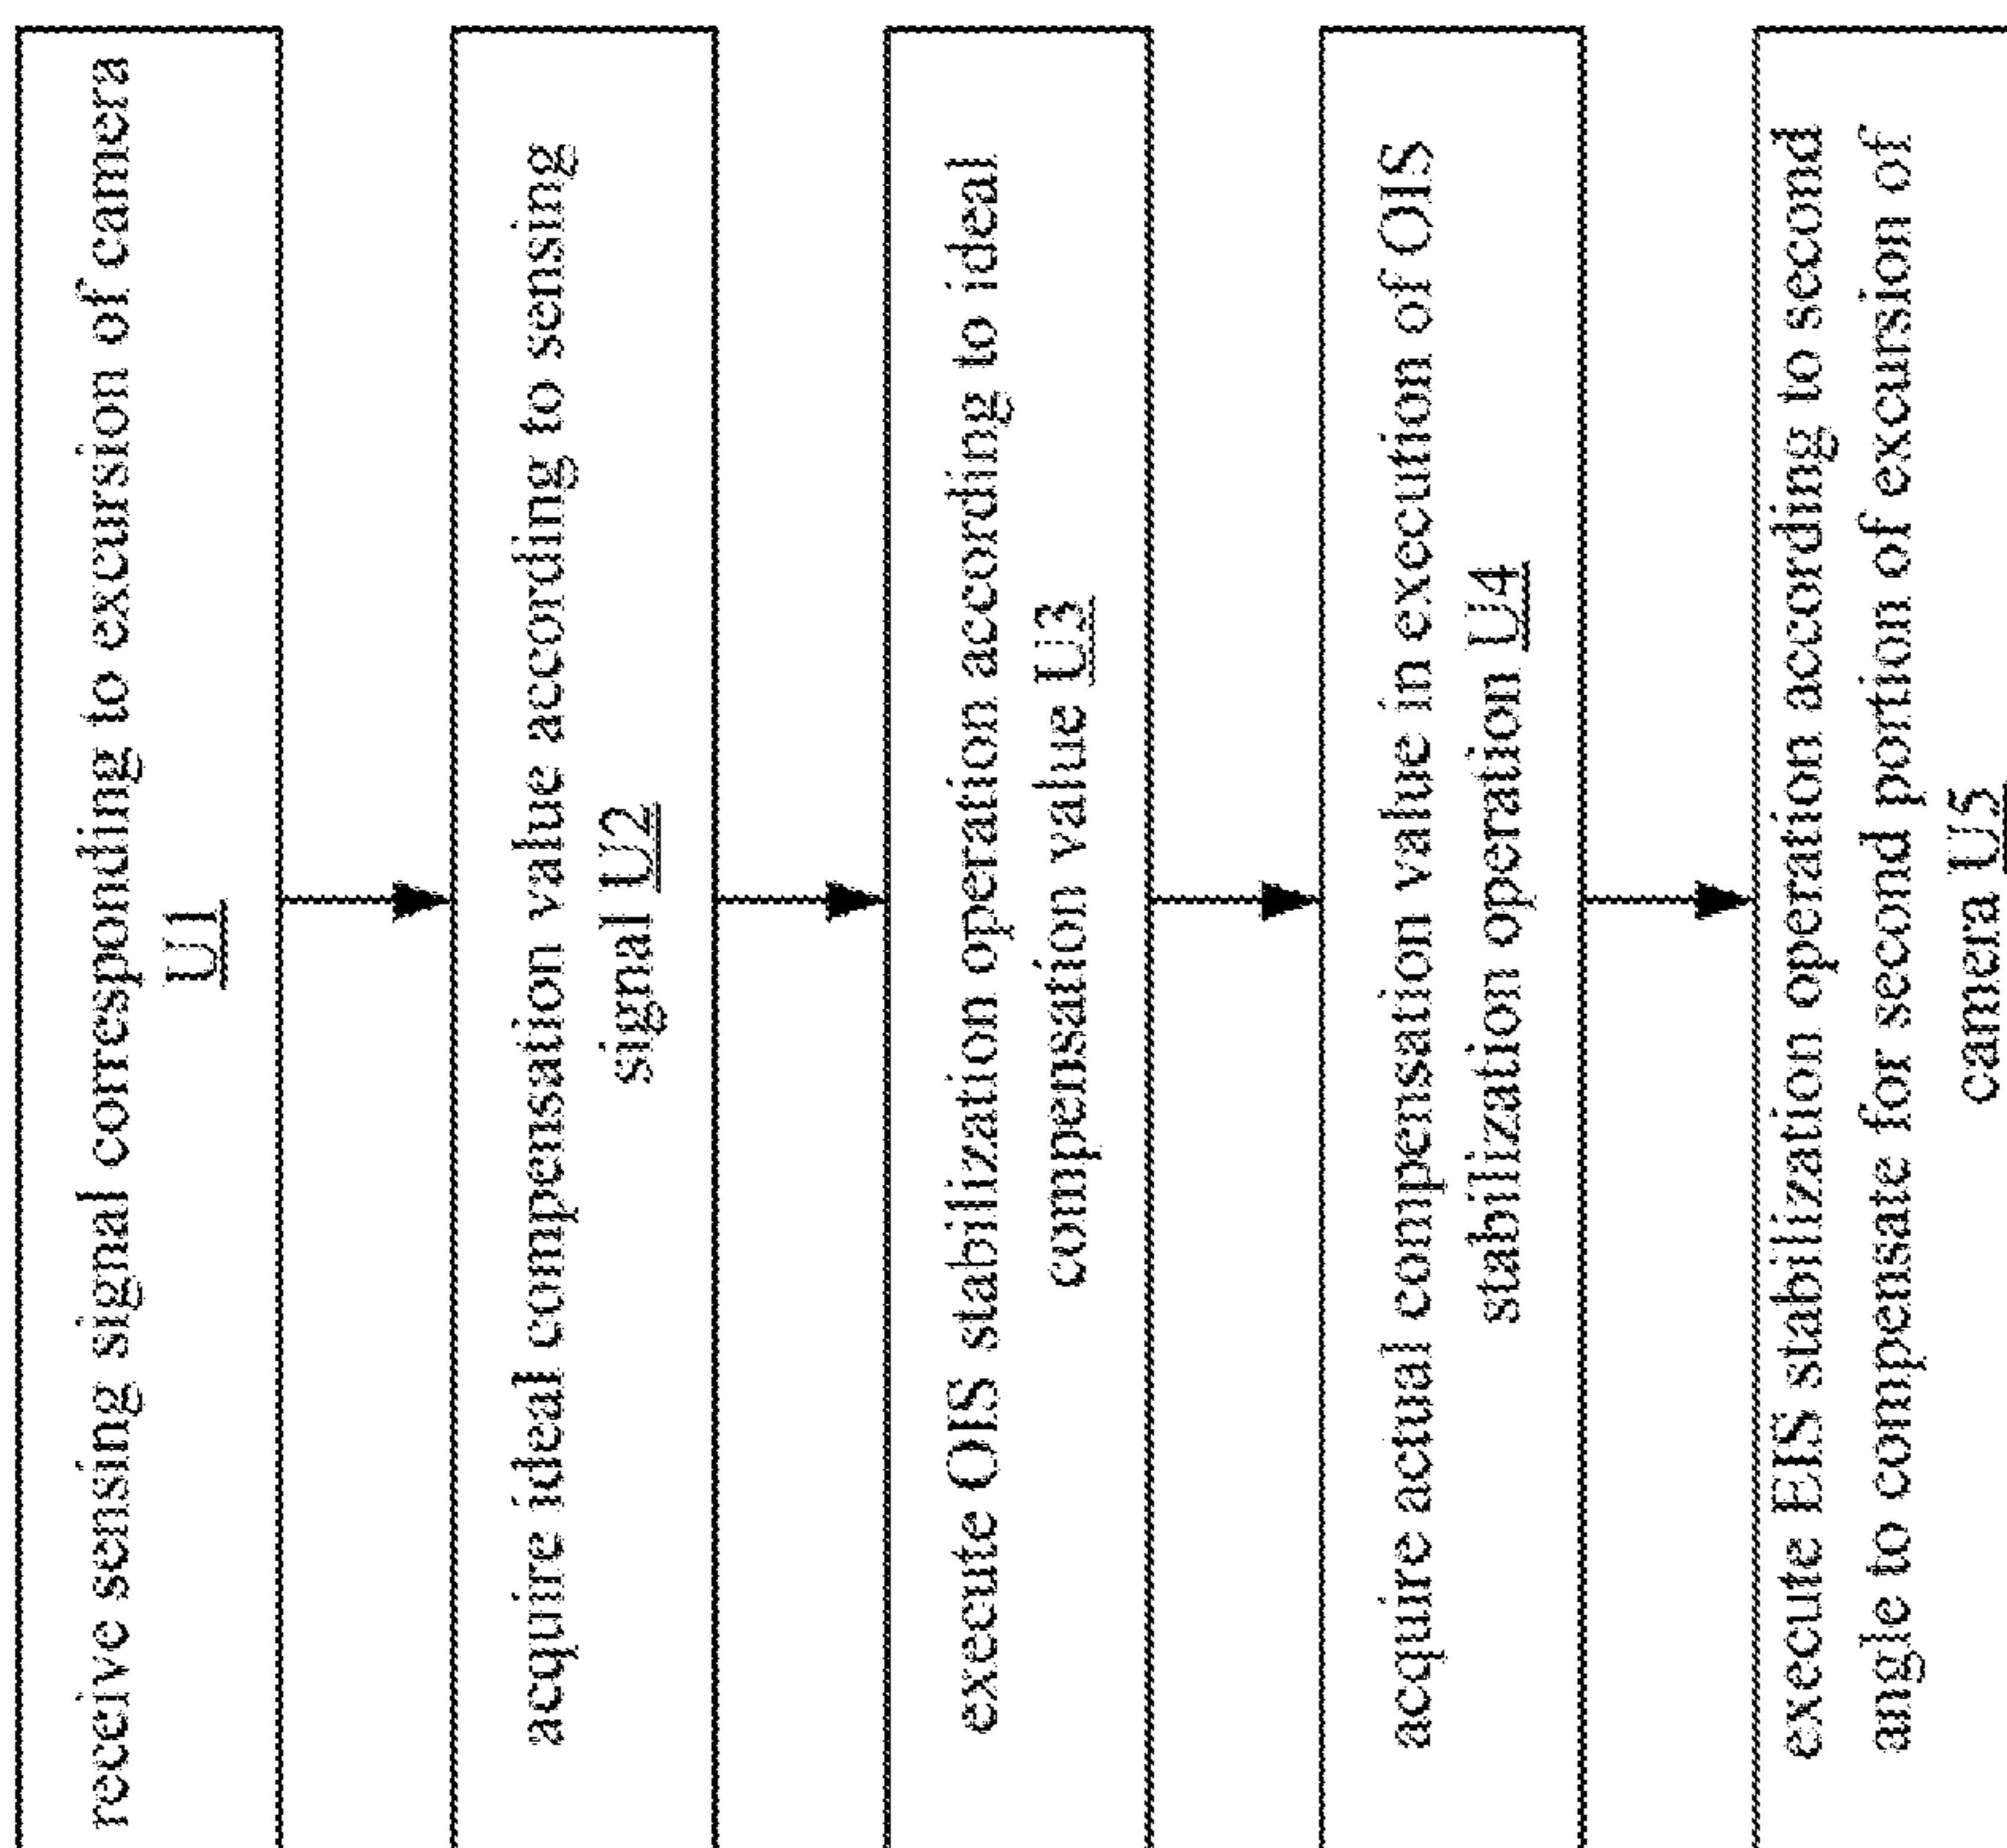 receive sensing signal corresponding to excursion of camera
U1
acquire ideal compensation value according to sensing
signal U2
execute OIS stabilization operation according to ideal
compensation value U3
acquire actual compensation value in execution of OIS
stabilization operation U4
execute EIS stabilization operation according to second
angle to compensate for second portion of excursion of
camera U5